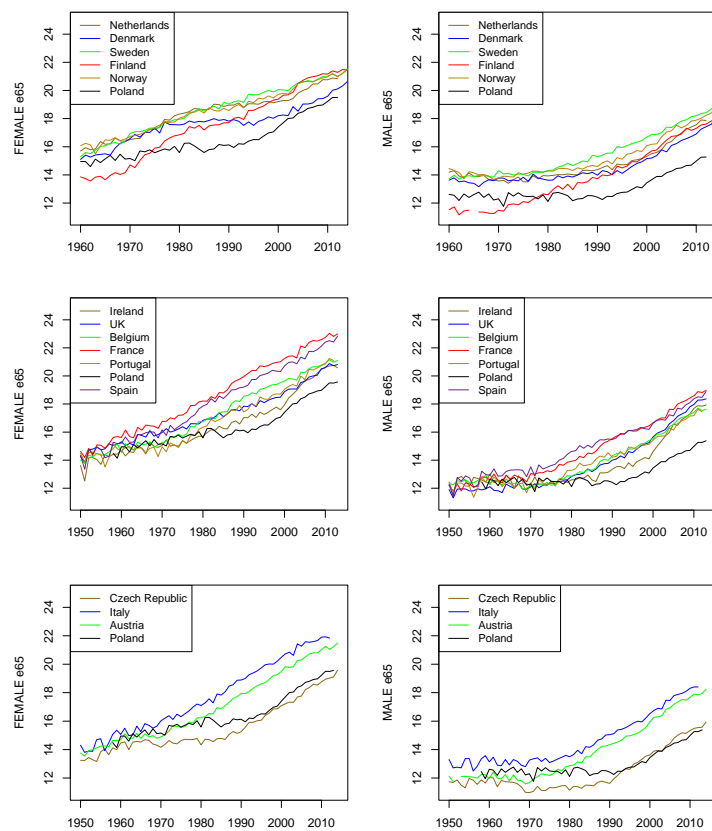 Netherlands
Denmark
Sweden
Finland
Norway
Poland
FEMALE e65
24
22
20
18
16
14
12
1960 1970 1980 1990 2000 2010
Netherlands
Denmark
Sweden
Finland
Norway
Poland
MALE e65
24
22
20
18
16
14
12
1960 1970 1980 1990 2000 2010
Ireland
UK
Belgium
France
Portugal
Poland
Spain
FEMALE e65
24
22
20
18
16
14
12
1950 1960 1970 1980 1990 2000 2010
Ireland
UK
Belgium
France
Portugal
Poland
Spain
MALE e65
24
22
20
18
16
14
12
1950 1960 1970 1980 1990 2000 2010
Czech Republic
Italy
Austria
Poland
FEMALE e65
24
22
20
18
16
14
12
1950 1960 1970 1980 1990 2000 2010
Czech Republic
Italy
Austria
Poland
MALE e65
24
22
20
18
16
14
12
1950 1960 1970 1980 1990 2000 2010